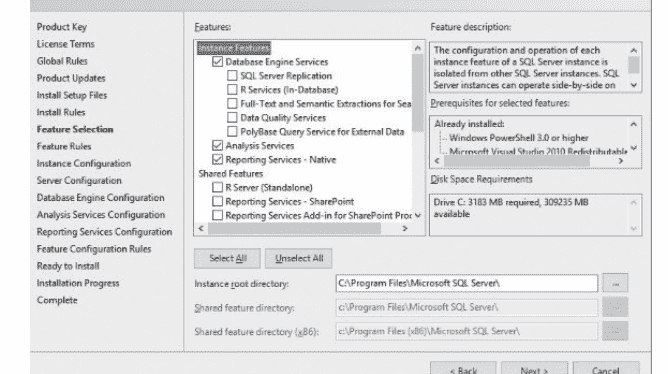 Product Key
License Terms
Global Rules
Product Updates
Install Setup Files
Install Rules
Feature Selection
Feature Rules
Instance Configuration
Server Configuration
Database Engine Configuration
Analysis Services Configuration
Reporting Services Configuration
Feature Configuration Rules
Ready to Install
Installation Progress
Complete
Features:
Instance Features
Database Engine Services
SQL Server Replication
R Services (In-Database)
Full-Text and Semantic Extractions for Sea
Data Quality Services
PolyBase Query Service for External Data
Analysis Services
Reporting Services - Native
Shared Features
R Server (Standalone)
Reporting Services - SharePoint
Reporting Services Add-in for SharePoint Proc
Feature description:
The configuration and operation of each
instance feature of a SQL Server instance is
isolated from other SQL Server instances. SQL
Server instances can operate side-by-side on
Prerequisites for selected features:
Already installed:
Windows PowerShell 3.0 or higher
Microsoft Visual Studio 2010 Redistributable
Disk Space Requirements
Drive C: 3183 MB required, 309235 MB
available
Select All
Unselect All
Instance root directory:
C:\Program Files\Microsoft SQL Server\
...
Shared feature directory:
c:\Program Files\Microsoft SQL Server\
...
Shared feature directory (x86):
c:\Program Files (x86)\Microsoft SQL Server\
...
< Back
Next >
Cancel